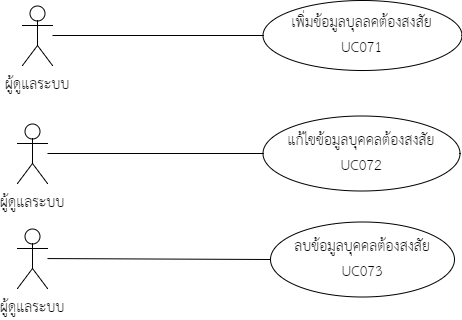 เพิ่มข้อมูลบุลลคต้องสงสัย
UC071
ผู้ดูแลระบบ
แก้ไขข้อมูลบุคคลต้องสงสัย
UC072
ผู้ดูแลระบบ
ลบข้อมูลบุคคลต้องสงสัย
UC073
ผู้ดูแลระบบ